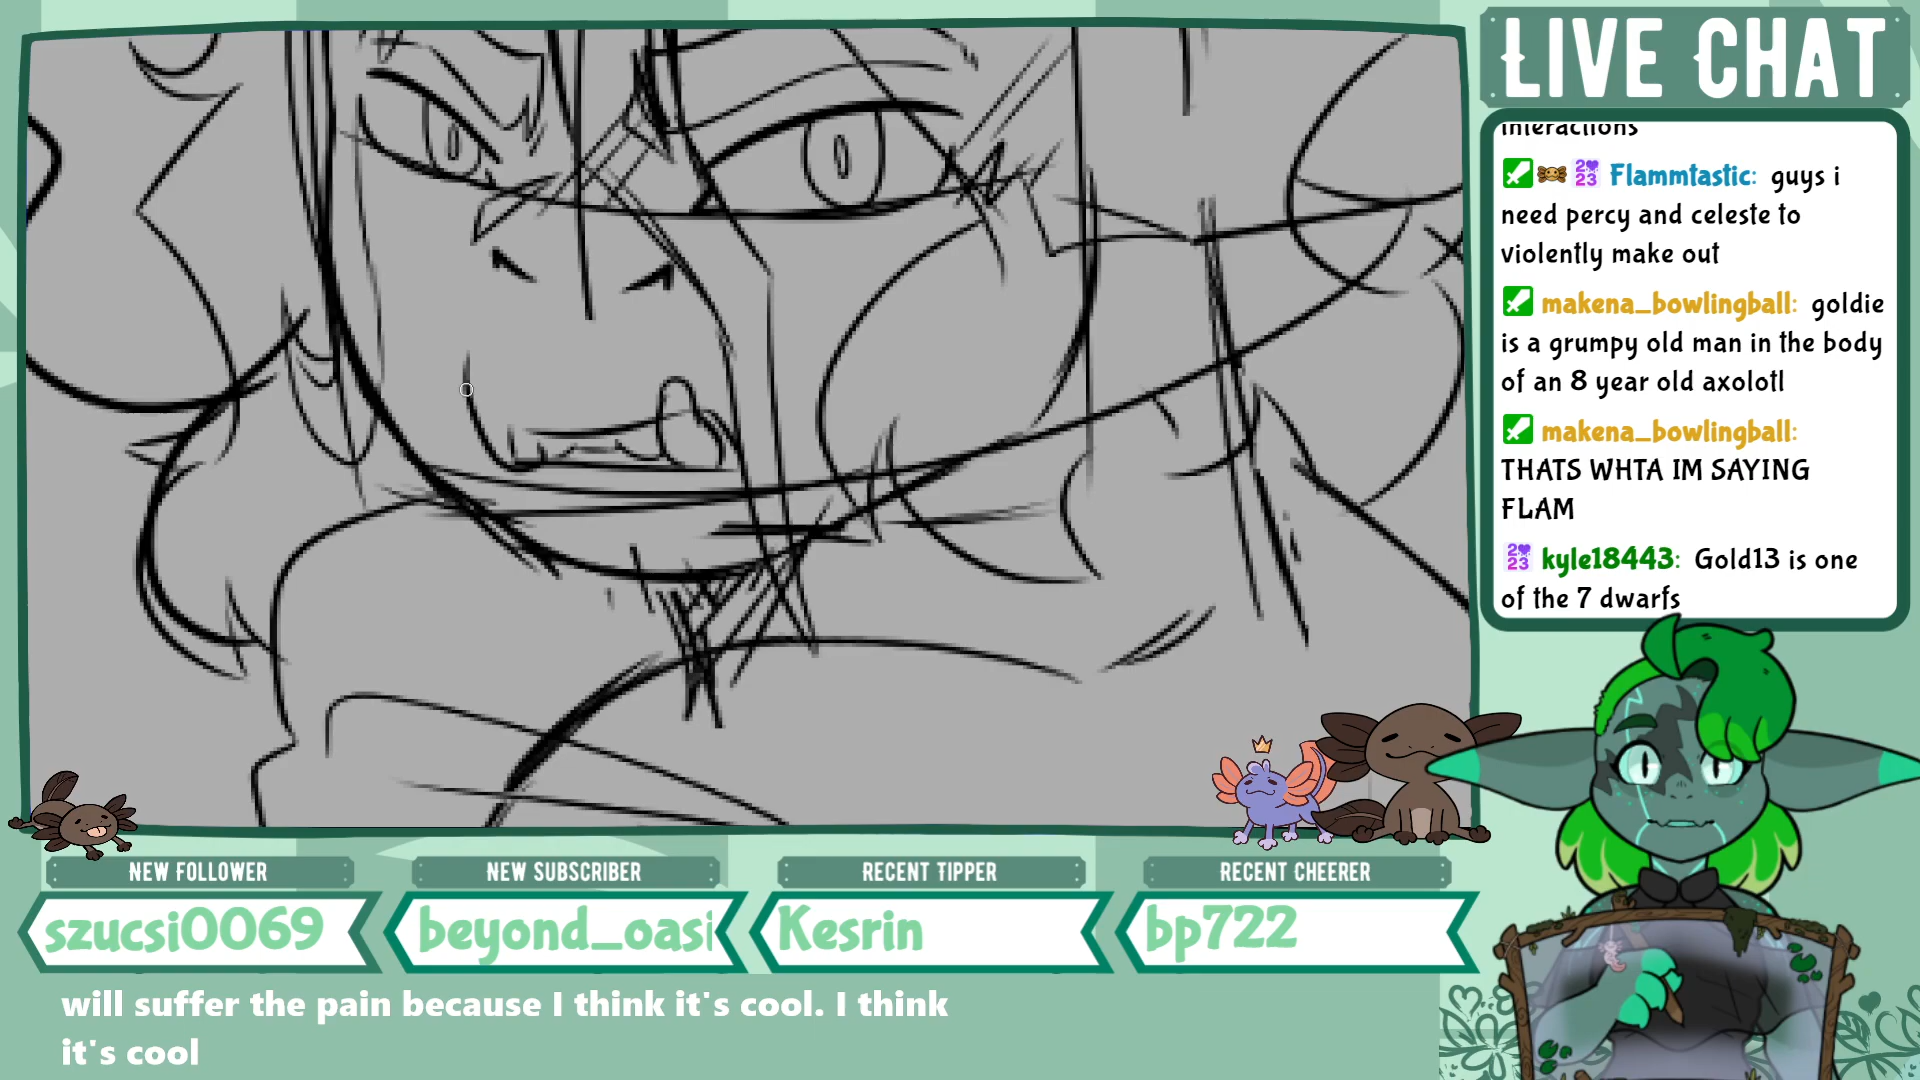 LIVE CHAT
interactions
Flammtastic: guys i
need percy and celeste to
violently make out
makena_bowlingball: goldie
is a grumpy old man in the body
of an 8 year old axolotl
makena_bowlingball:
THATS WHTA IM SAYING
FLAM
kyle18443: Gold13 is one
of the 7 dwarfs
NEW FOLLOWER
NEW SUBSCRIBER
RECENT TIPPER
RECENT CHEERER
szucsi0069
beyond_oasi
Kesrin
bp722
will suffer the pain because I think it's cool. I think
it's cool